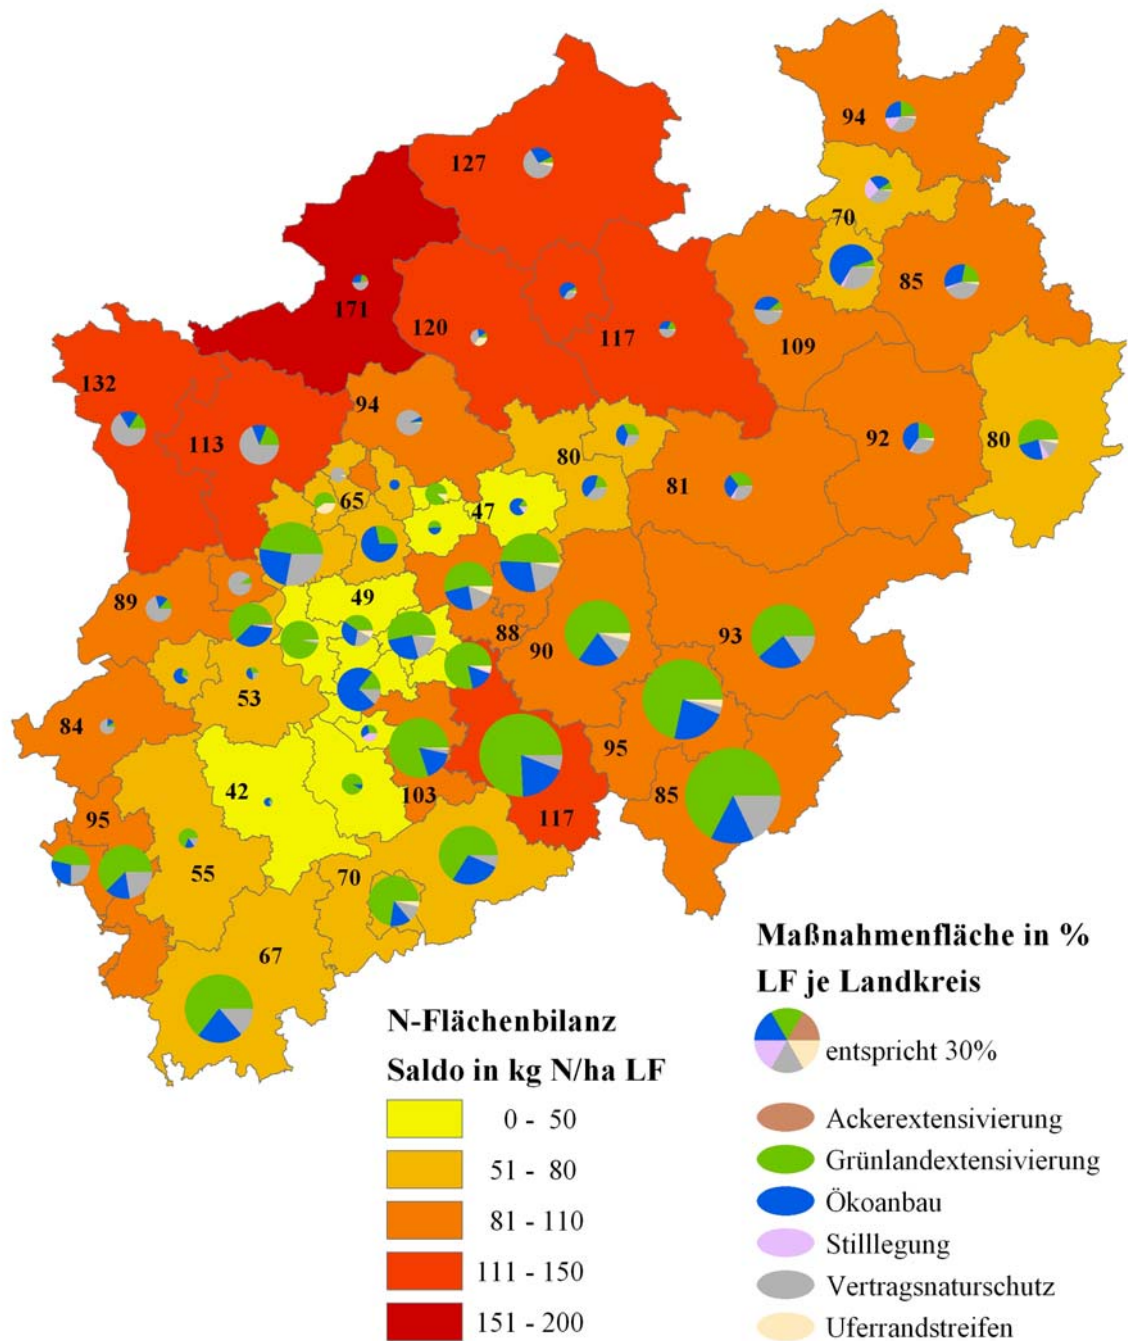 94
127
70
85
171
120
117
109
132
94
113
92
80
80
81
65
47
89
49
88
90
93
53
84
95
42
103
85
95
117
55
70
67
Maßnahmenfläche in %
LF je Landkreis
entspricht 30%
Ackerextensivierung
Grünlandextensivierung
Ökoanbau
Stilllegung
Vertragsnaturschutz
Uferrandstreifen
N-Flächenbilanz
Saldo in kg N/ha LF
0 - 50
51 - 80
81 - 110
111 - 150
151 - 200